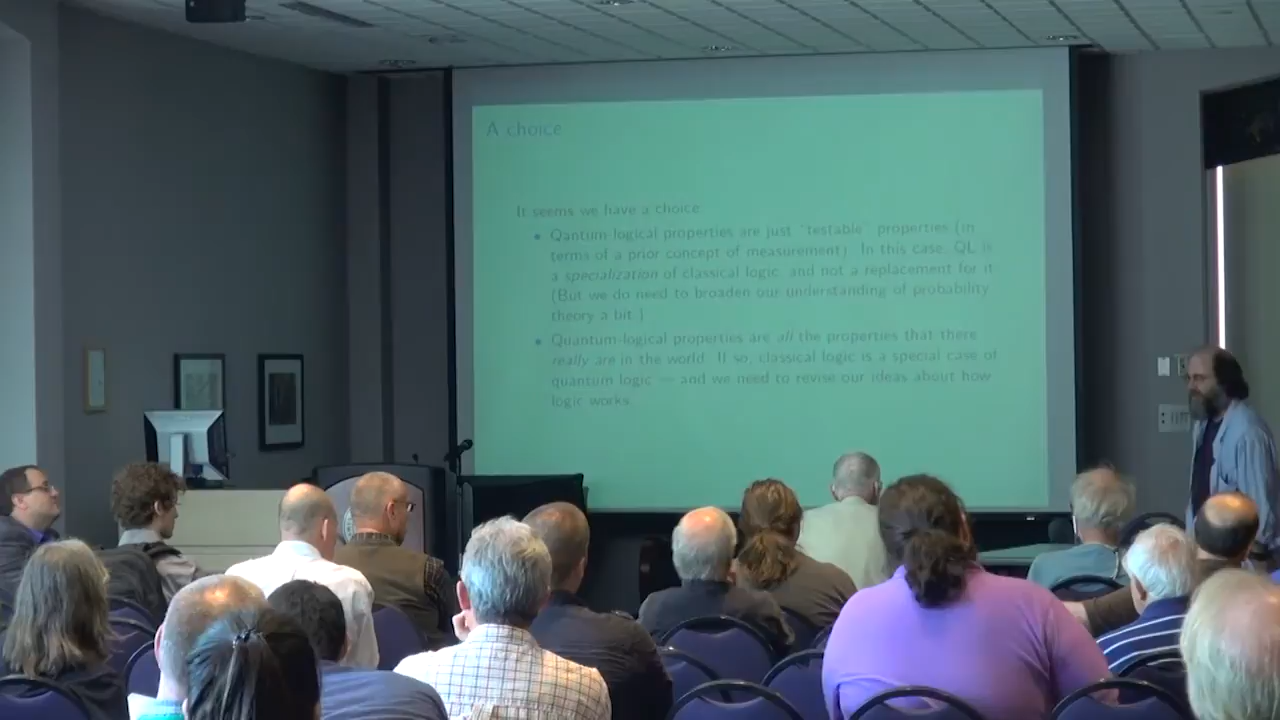 A choice
It seems we have a choice
• Qantum-logical properties are just "testable" properties (in
terms of a prior concept of measurement). In this case, QL is
a specialization of classical logic, and not a replacement for it.
(But we do need to broaden our understanding of probability
theory a bit.)
• Quantum-logical properties are all the properties that there
really are in the world. If so, classical logic is a special case of
quantum logic — and we need to revise our ideas about how
logic works.